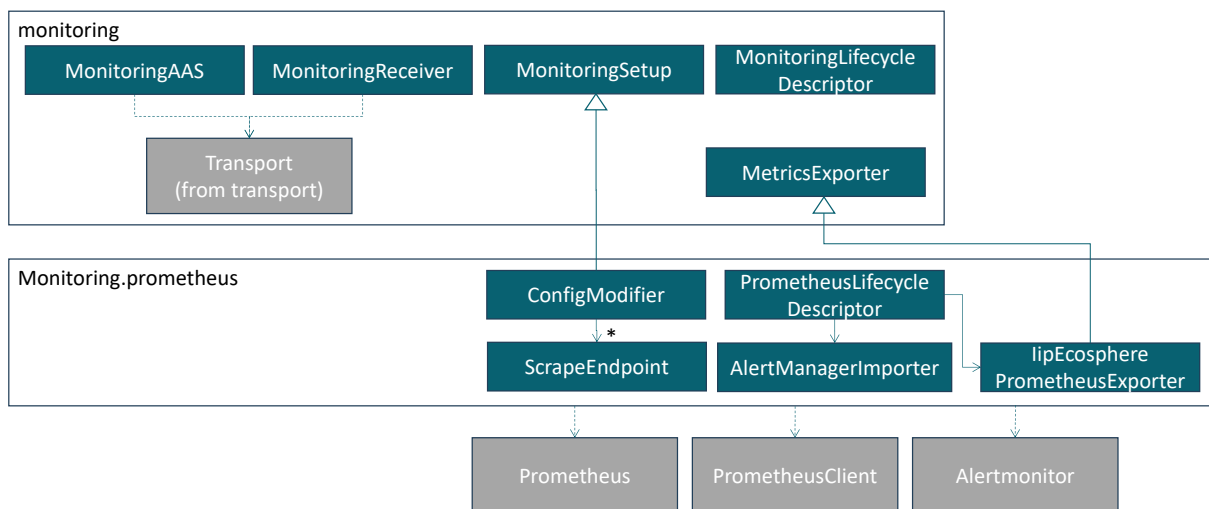 monitoring
MonitoringAAS
MonitoringReceiver
MonitoringSetup
MonitoringLifecycle
Descriptor
Transport
(from transport)
MetricsExporter
Monitoring.prometheus
ConfigModifier
PrometheusLifecycle
Descriptor
*
ScrapeEndpoint
AlertManagerImporter
IipEcosphere
PrometheusExporter
Prometheus
PrometheusClient
Alertmonitor